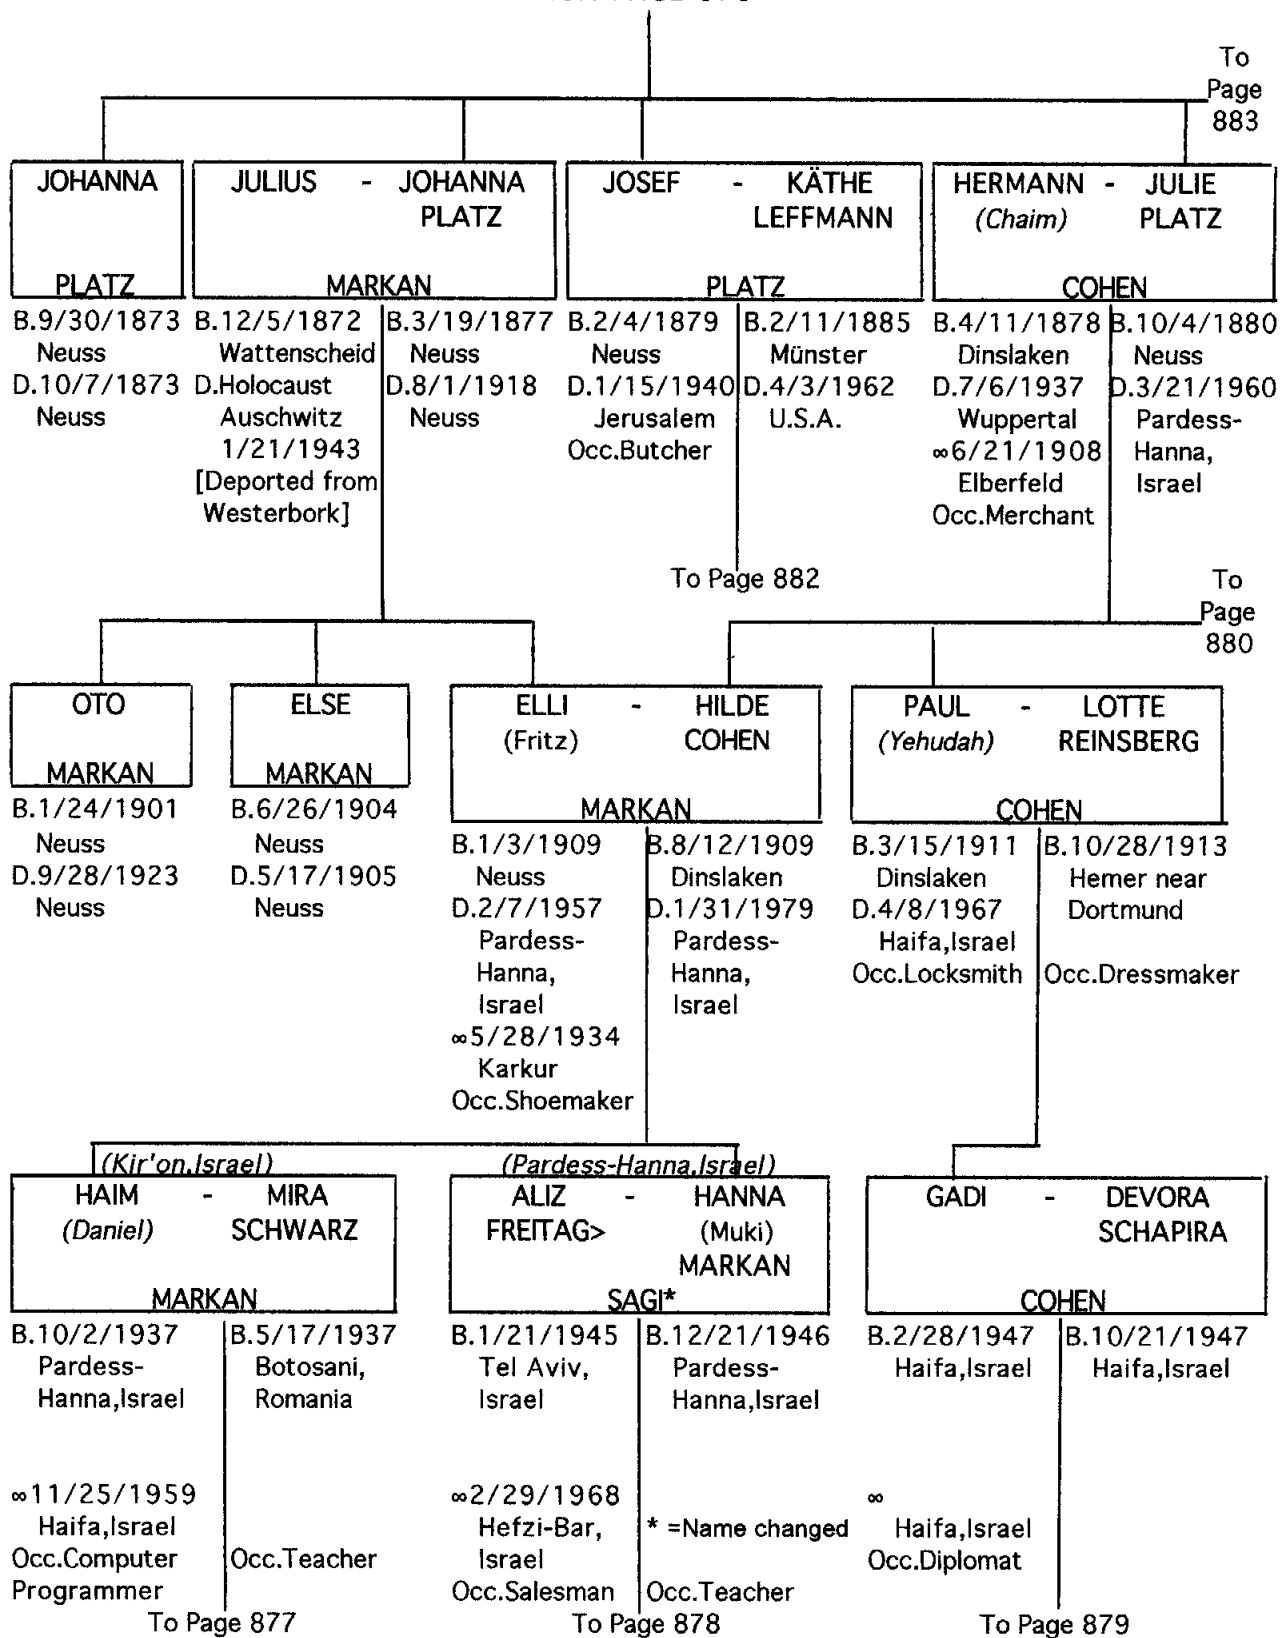 To
Page
883
JOHANNA
PLATZ
B.9/30/1873
Neuss
D.10/7/1873
Neuss
JULIUS - JOHANNA
PLATZ
MARKAN
B.12/5/1872
Wattenscheid
D.Holocaust
Auschwitz
1/21/1943
[Deported from
Westerbork]
B.3/19/1877
Neuss
D.8/1/1918
Neuss
JOSEF - KÄTHE
LEFFMANN
PLATZ
B.2/4/1879
Neuss
D.1/15/1940
Jerusalem
Occ.Butcher
B.2/11/1885
Münster
D.4/3/1962
U.S.A.
To Page 882
HERMANN - JULIE
(Chaim) PLATZ
COHEN
B.4/11/1878
Dinslaken
D.7/6/1937
Wuppertal
∞6/21/1908
Elberfeld
Occ.Merchant
B.10/4/1880
Neuss
D.3/21/1960
Pardess-
Hanna,
Israel
To
Page
880
OTO
MARKAN
B.1/24/1901
Neuss
D.9/28/1923
Neuss
ELSE
MARKAN
B.6/26/1904
Neuss
D.5/17/1905
Neuss
ELLI - HILDE
(Fritz) COHEN
MARKAN
B.1/3/1909
Neuss
D.2/7/1957
Pardess-
Hanna,
Israel
∞5/28/1934
Karkur
Occ.Shoemaker
B.8/12/1909
Dinslaken
D.1/31/1979
Pardess-
Hanna,
Israel
PAUL - LOTTE
(Yehudah) REINSBERG
COHEN
B.3/15/1911
Dinslaken
D.4/8/1967
Haifa,Israel
Occ.Locksmith
B.10/28/1913
Hemer near
Dortmund
Occ.Dressmaker
(Kir'on,Israel)
HAIM - MIRA
(Daniel) SCHWARZ
MARKAN
B.10/2/1937
Pardess-
Hanna,Israel
∞11/25/1959
Haifa,Israel
Occ.Computer
Programmer
B.5/17/1937
Botosani,
Romania
Occ.Teacher
To Page 877
(Pardess-Hanna,Israel)
ALIZ - HANNA
FREITAG> (Muki)
MARKAN
SAGI*
B.1/21/1945
Tel Aviv,
Israel
∞2/29/1968
Hefzi-Bar,
Israel
Occ.Salesman
B.12/21/1946
Pardess-
Hanna,Israel
* =Name changed
Occ.Teacher
To Page 878
GADI - DEVORA
SCHAPIRA
COHEN
B.2/28/1947
Haifa,Israel
∞
Haifa,Israel
Occ.Diplomat
B.10/21/1947
Haifa,Israel
To Page 879